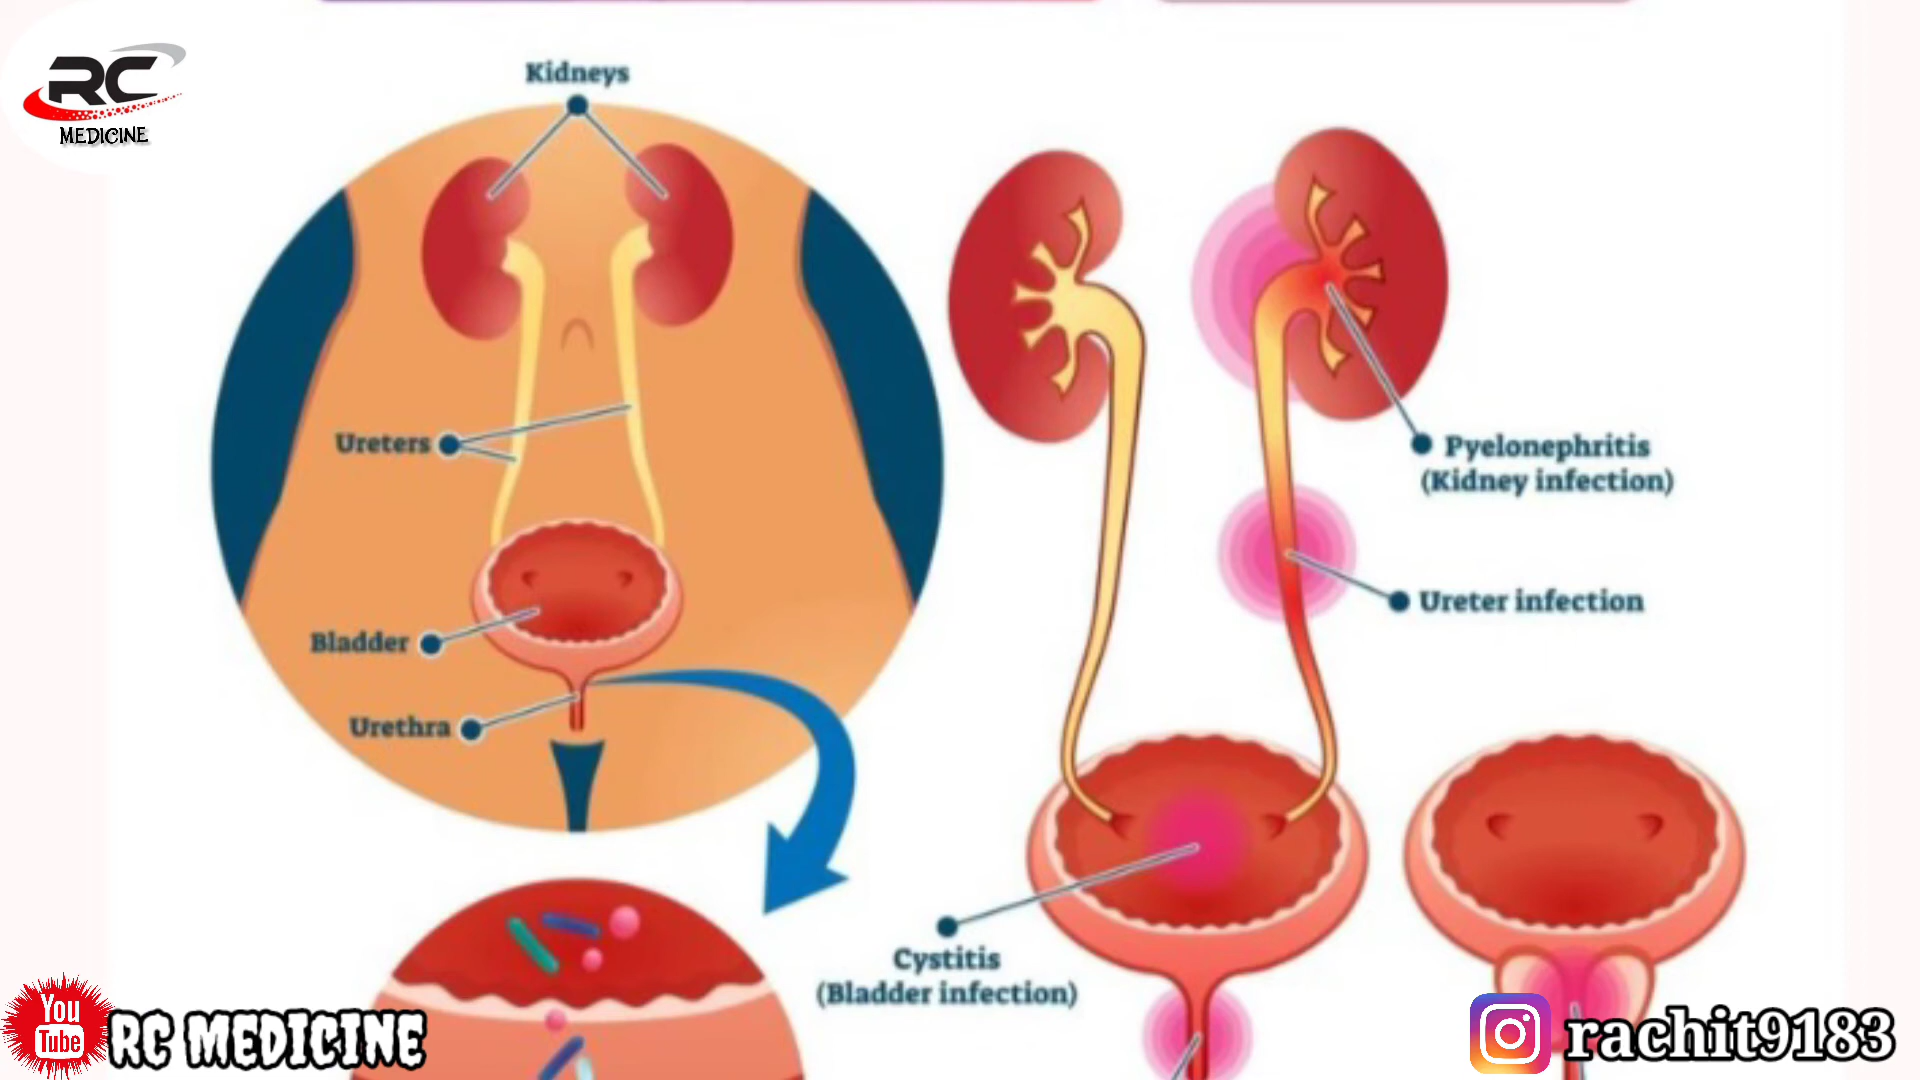 RC
MEDICINE
Kidneys
Ureters
Bladder
Urethra
Pyelonephritis
(Kidney infection)
Ureter infection
Cystitis
(Bladder infection)
You
Tube
RC MEDICINE
rachit9183